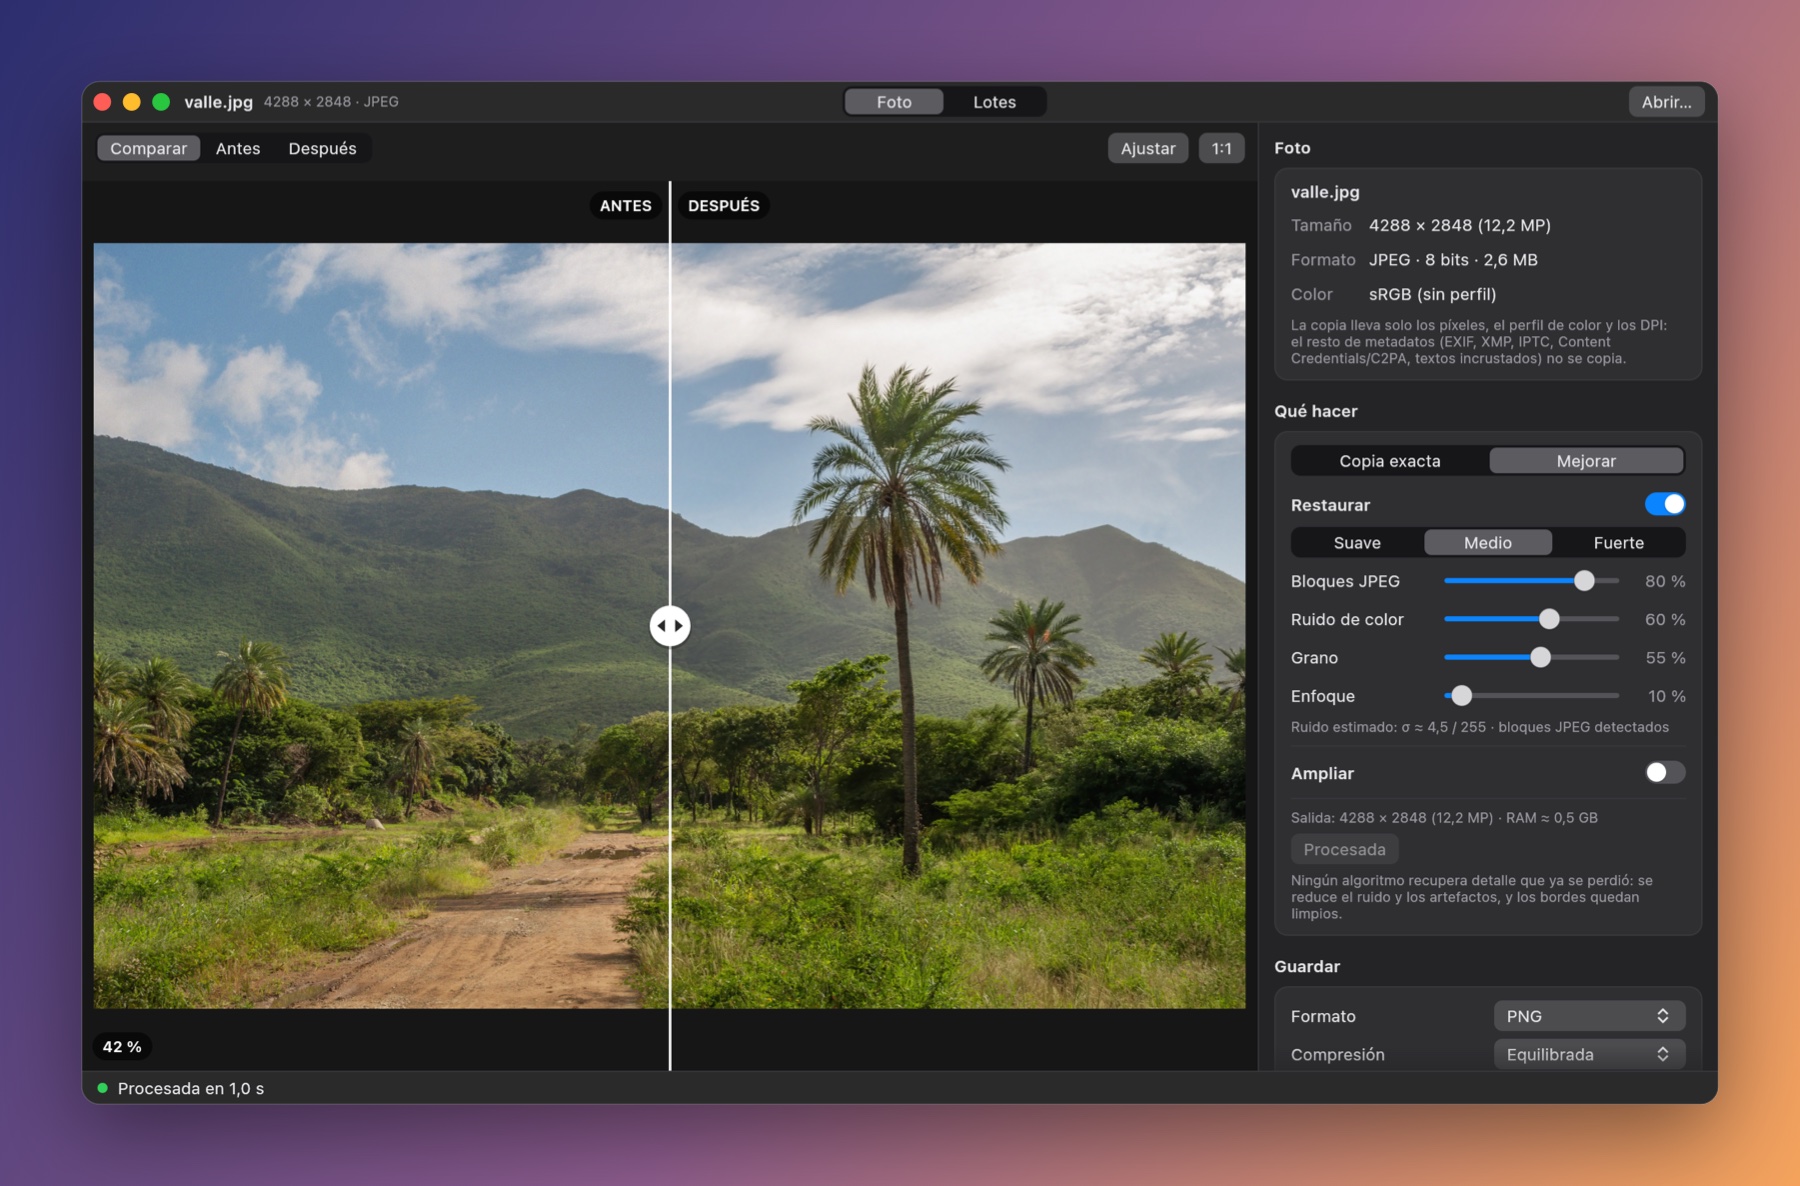 valle.jpg 4288 × 2848 · JPEG
Foto Lotes
Abrir...
Comparar Antes Después
Ajustar 1:1
ANTES DESPUÉS
42 %
Procesada en 1,0 s
Foto
valle.jpg
Tamaño 4288 × 2848 (12,2 MP)
Formato JPEG · 8 bits · 2,6 MB
Color sRGB (sin perfil)
La copia lleva solo los píxeles, el perfil de color y los DPI:
el resto de metadatos (EXIF, XMP, IPTC, Content
Credentials/C2PA, textos incrustados) no se copia.
Qué hacer
Copia exacta Mejorar
Restaurar
Suave Medio Fuerte
Bloques JPEG 80 %
Ruido de color 60 %
Grano 55 %
Enfoque 10 %
Ruido estimado: σ ≈ 4,5 / 255 · bloques JPEG detectados
Ampliar
Salida: 4288 × 2848 (12,2 MP) · RAM ≈ 0,5 GB
Procesada
Ningún algoritmo recupera detalle que ya se perdió: se
reduce el ruido y los artefactos, y los bordes quedan
limpios.
Guardar
Formato PNG
Compresión Equilibrada